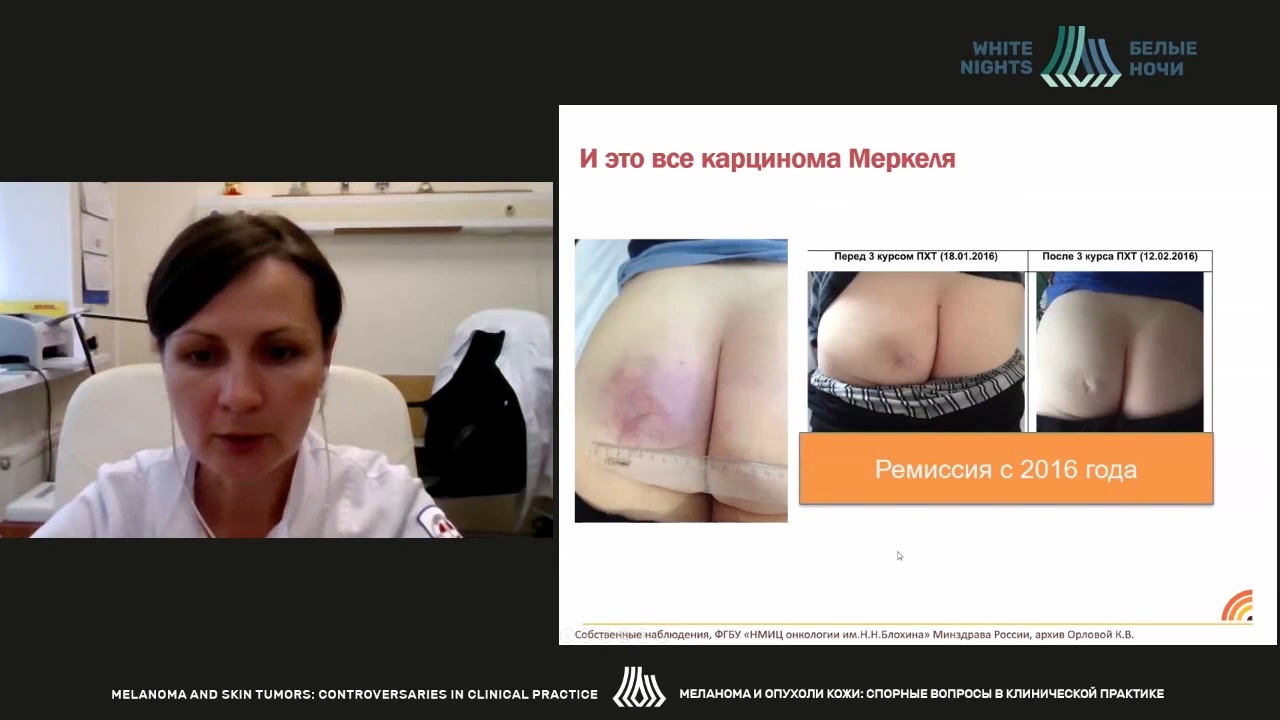 WHITE
NIGHTS
БЕЛЫЕ
НОЧИ
И это все карцинома Меркеля
Перед 3 курсом ПХТ (18.01.2016)
После 3 курса ПХТ (12.02.2016)
Ремиссия с 2016 года
Собственные наблюдения, ФГБУ «НМИЦ онкологии им.Н.Н.Блохина» Минздрава России, архив Орловой К.В.
MELANOMA AND SKIN TUMORS: CONTROVERSARIES IN CLINICAL PRACTICE
МЕЛАНОМА И ОПУХОЛИ КОЖИ: СПОРНЫЕ ВОПРОСЫ В КЛИНИЧЕСКОЙ ПРАКТИКЕ